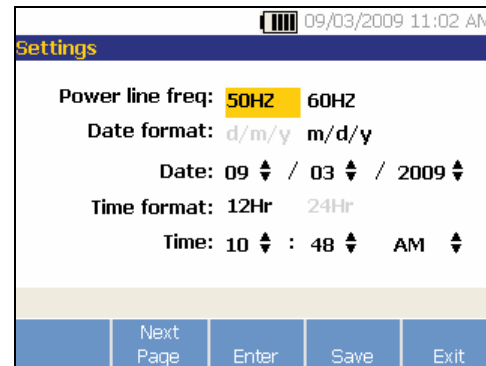 09/03/2009 11:02 AM
Settings
Power line freq: 50HZ 60HZ
Date format: d/m/y m/d/y
Date: 09 / 03 / 2009
Time format: 12Hr 24Hr
Time: 10 : 48 AM
Next Page Enter Save Exit